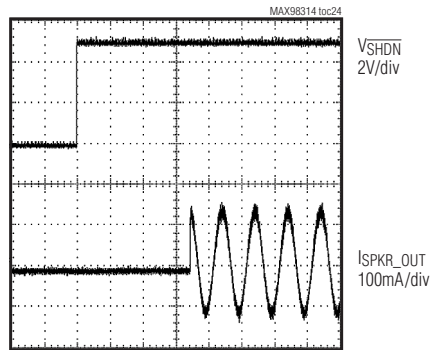 MAX98314 toc24
VSHDN
2V/div
ISPKR_OUT
100mA/div